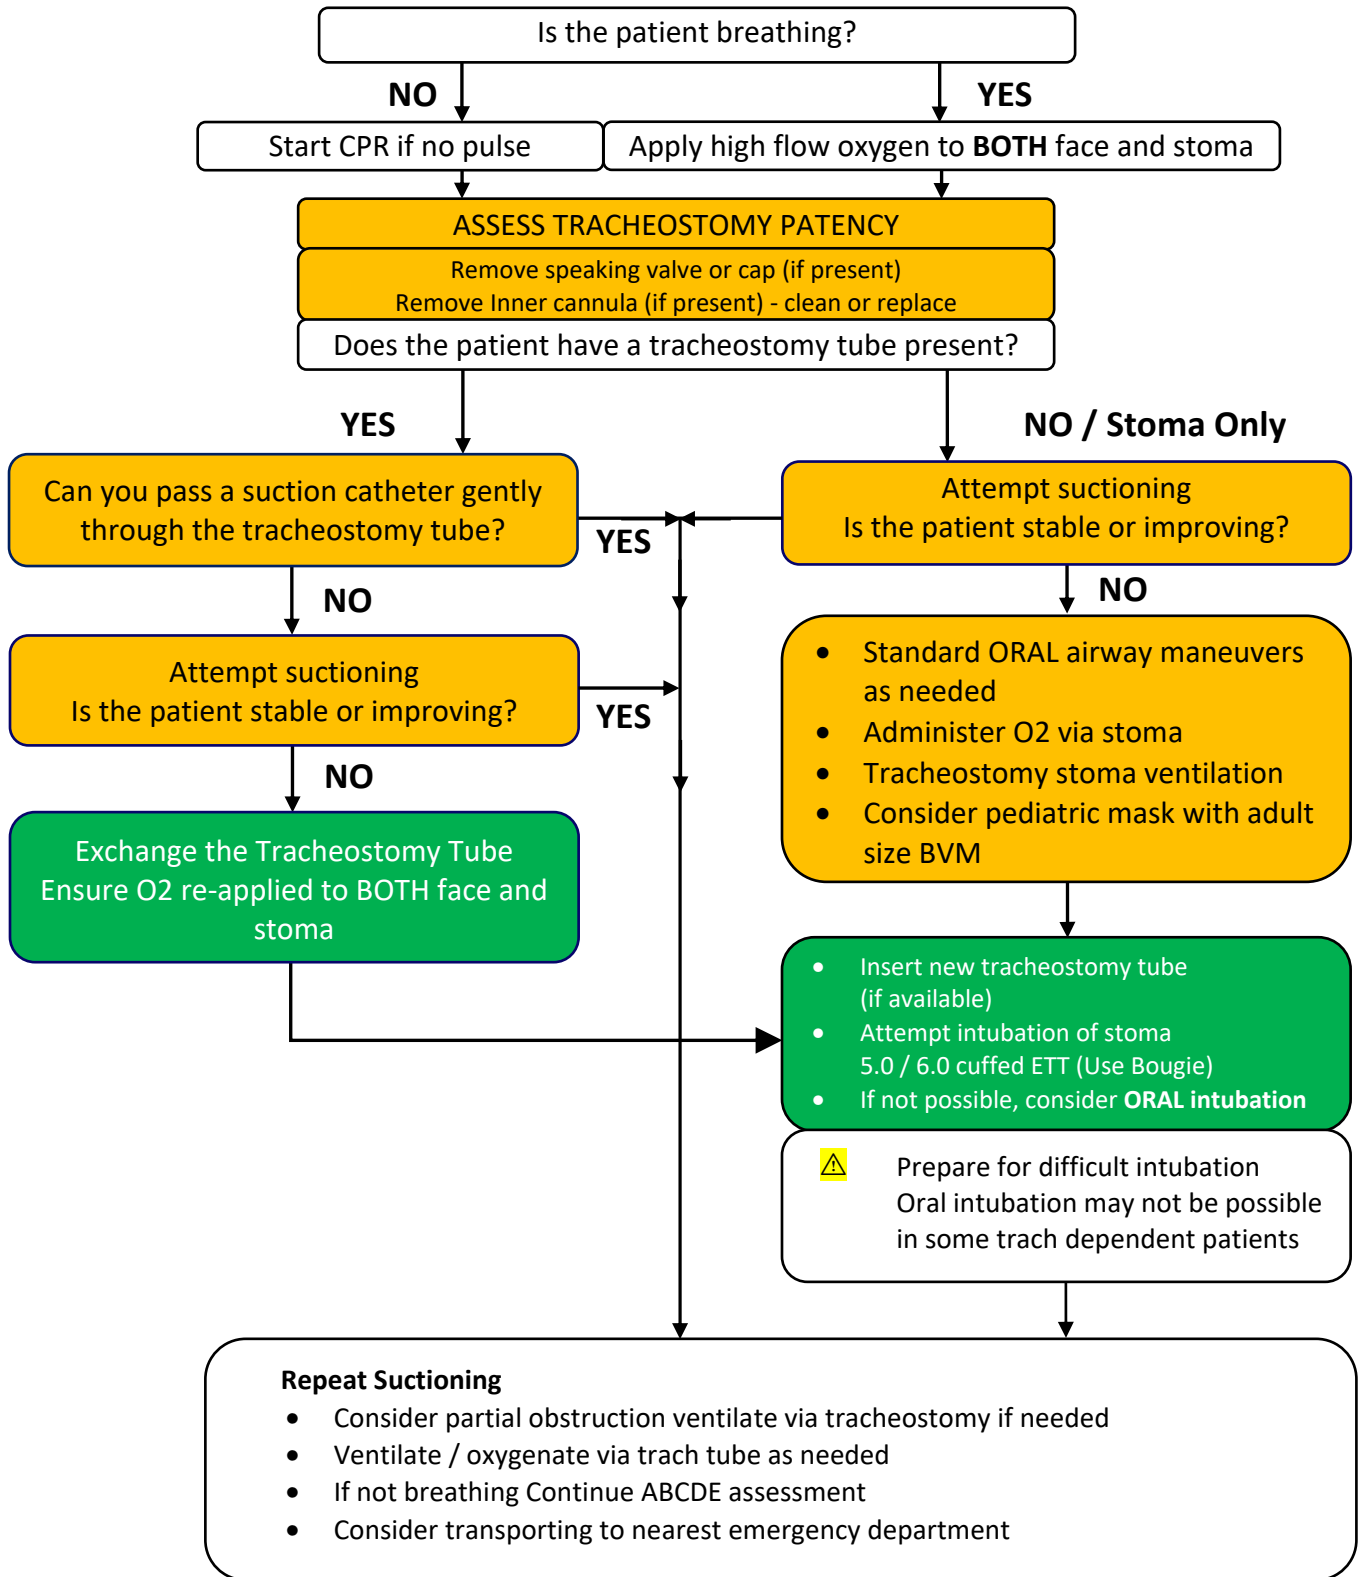 Is the patient breathing?
NO
YES
Start CPR if no pulse
Apply high flow oxygen to BOTH face and stoma
ASSESS TRACHEOSTOMY PATENCY
Remove speaking valve or cap (if present)
Remove Inner cannula (if present) - clean or replace
Does the patient have a tracheostomy tube present?
YES
NO / Stoma Only
Can you pass a suction catheter gently
through the tracheostomy tube?
YES
Attempt suctioning
Is the patient stable or improving?
NO
NO
Attempt suctioning
Is the patient stable or improving?
YES
• Standard ORAL airway maneuvers
as needed
• Administer O2 via stoma
• Tracheostomy stoma ventilation
• Consider pediatric mask with adult
size BVM
NO
Exchange the Tracheostomy Tube
Ensure O2 re-applied to BOTH face and
stoma
• Insert new tracheostomy tube
(if available)
• Attempt intubation of stoma
5.0 / 6.0 cuffed ETT (Use Bougie)
• If not possible, consider ORAL intubation
⚠ Prepare for difficult intubation
Oral intubation may not be possible
in some trach dependent patients
Repeat Suctioning
• Consider partial obstruction ventilate via tracheostomy if needed
• Ventilate / oxygenate via trach tube as needed
• If not breathing Continue ABCDE assessment
• Consider transporting to nearest emergency department